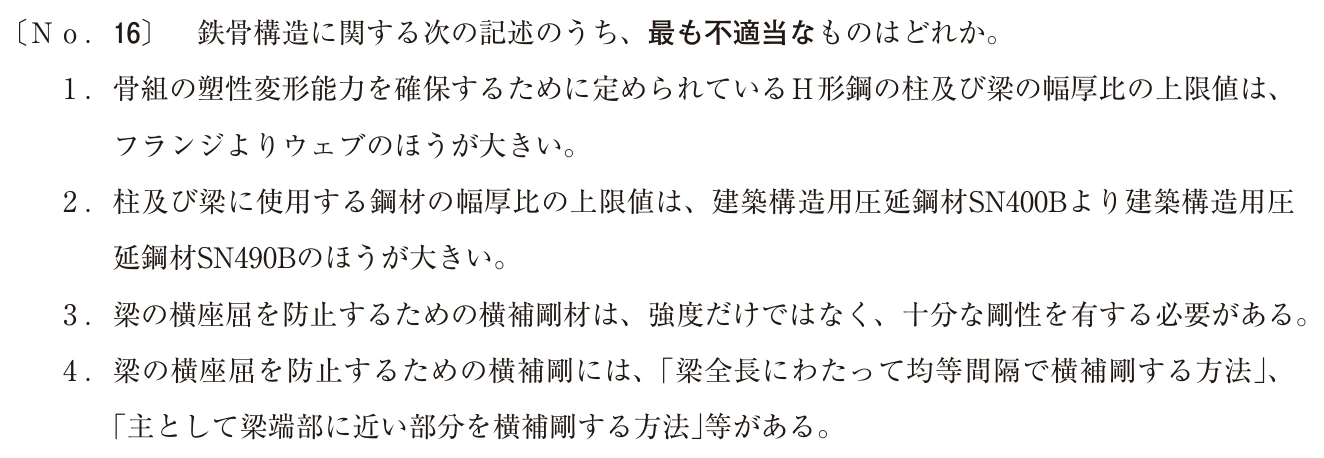 〔Ｎｏ．16〕　鉄骨構造に関する次の記述のうち、最も不適当なものはどれか。
１．骨組の塑性変形能力を確保するために定められているＨ形鋼の柱及び梁の幅厚比の上限値は、
フランジよりウェブのほうが大きい。
２．柱及び梁に使用する鋼材の幅厚比の上限値は、建築構造用圧延鋼材SN400Bより建築構造用圧
延鋼材SN490Bのほうが大きい。
３．梁の横座屈を防止するための横補剛材は、強度だけではなく、十分な剛性を有する必要がある。
４．梁の横座屈を防止するための横補剛には、「梁全長にわたって均等間隔で横補剛する方法」、
「主として梁端部に近い部分を横補剛する方法」等がある。